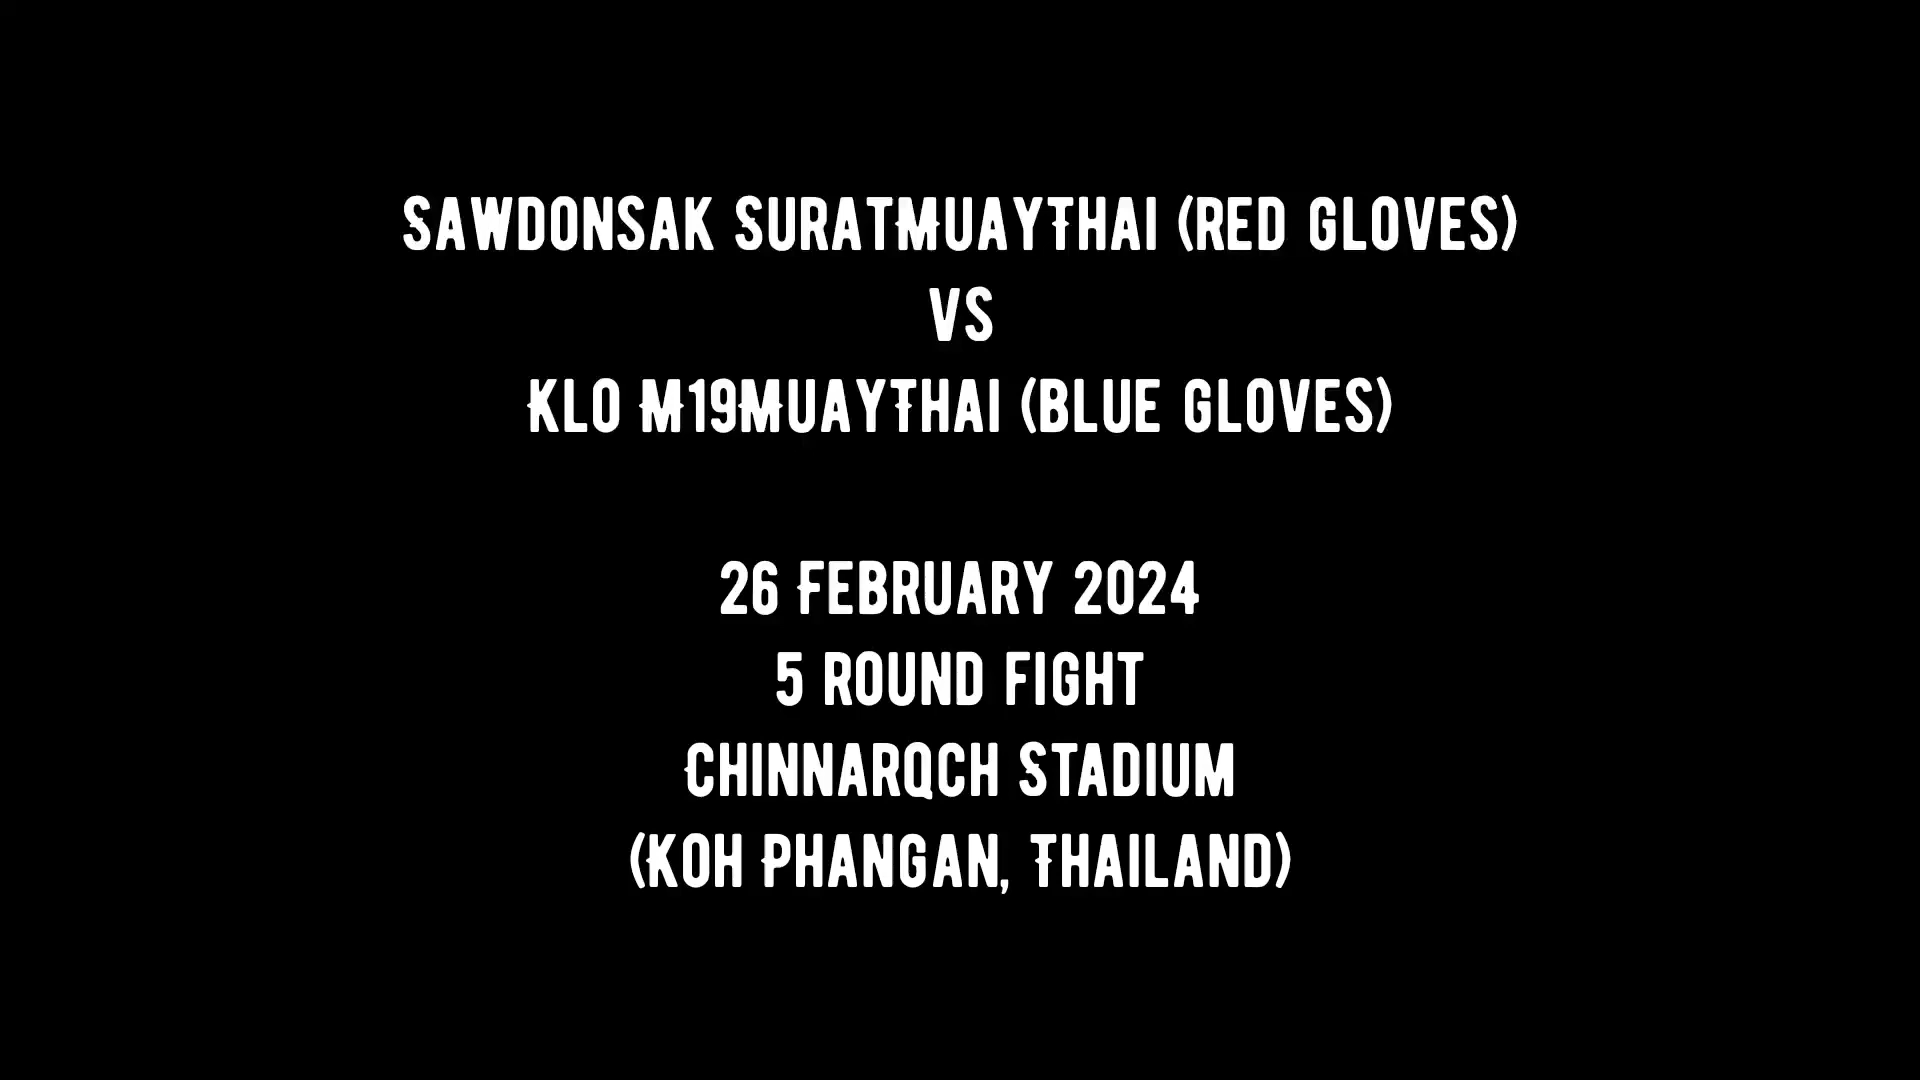 Sawdonsak SuratMuayThai (Red Gloves)
vs
Klo M19MuayThai (Blue Gloves)
26 February 2024
5 Round Fight
Chinnarqch Stadium
(Koh Phangan, Thailand)